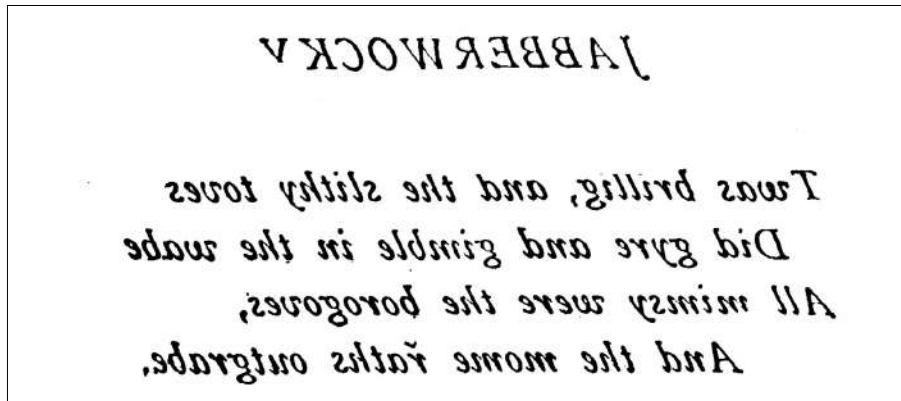 JABBERWOCKY
Twas brillig, and the slithy toves
Did gyre and gimble in the wabe
All mimsy were the borogoves,
And the mome raths outgrabe.